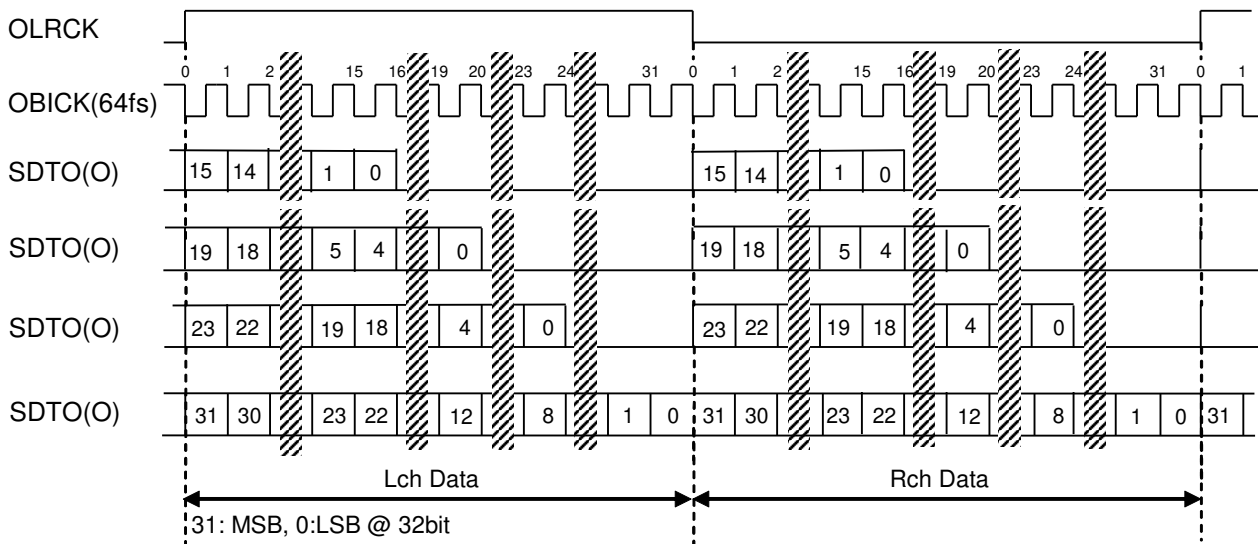 OLRCK
0 1 2 15 16 19 20 23 24 31 0 1 2 15 16 19 20 23 24 31 0 1
OBICK(64fs)
SDTO(O) 15 14 1 0 15 14 1 0
SDTO(O) 19 18 5 4 0 19 18 5 4 0
SDTO(O) 23 22 19 18 4 0 23 22 19 18 4 0
SDTO(O) 31 30 23 22 12 8 1 0 31 30 23 22 12 8 1 0 31
Lch Data Rch Data
31: MSB, 0:LSB @ 32bit